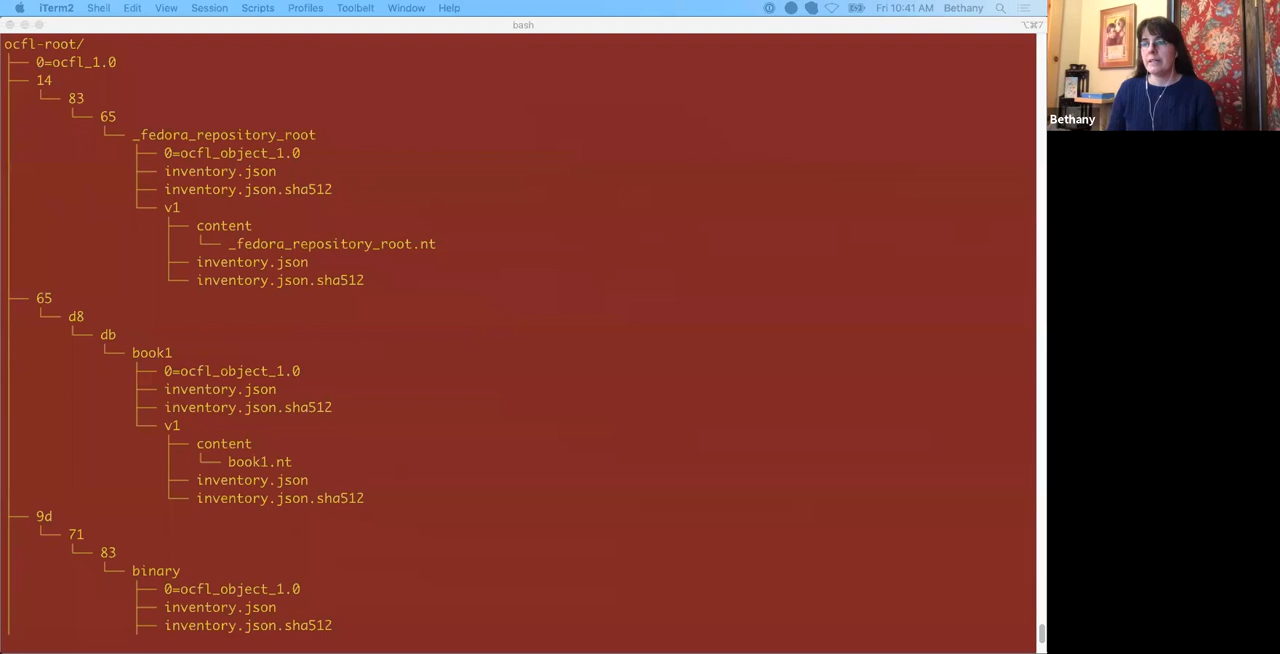 iTerm2 Shell Edit View Session Scripts Profiles Toolbelt Window Help Fri 10:41 AM Bethany
bash
⌥⌘7
ocfl-root/
├── 0=ocfl_1.0
├── 14
│   └── 83
│       └── 65
│           └── _fedora_repository_root
│               ├── 0=ocfl_object_1.0
│               ├── inventory.json
│               ├── inventory.json.sha512
│               └── v1
│                   ├── content
│                   │   └── _fedora_repository_root.nt
│                   ├── inventory.json
│                   └── inventory.json.sha512
├── 65
│   └── d8
│       └── db
│           └── book1
│               ├── 0=ocfl_object_1.0
│               ├── inventory.json
│               ├── inventory.json.sha512
│               └── v1
│                   ├── content
│                   │   └── book1.nt
│                   ├── inventory.json
│                   └── inventory.json.sha512
├── 9d
│   └── 71
│       └── 83
│           └── binary
│               ├── 0=ocfl_object_1.0
│               ├── inventory.json
│               ├── inventory.json.sha512
Bethany